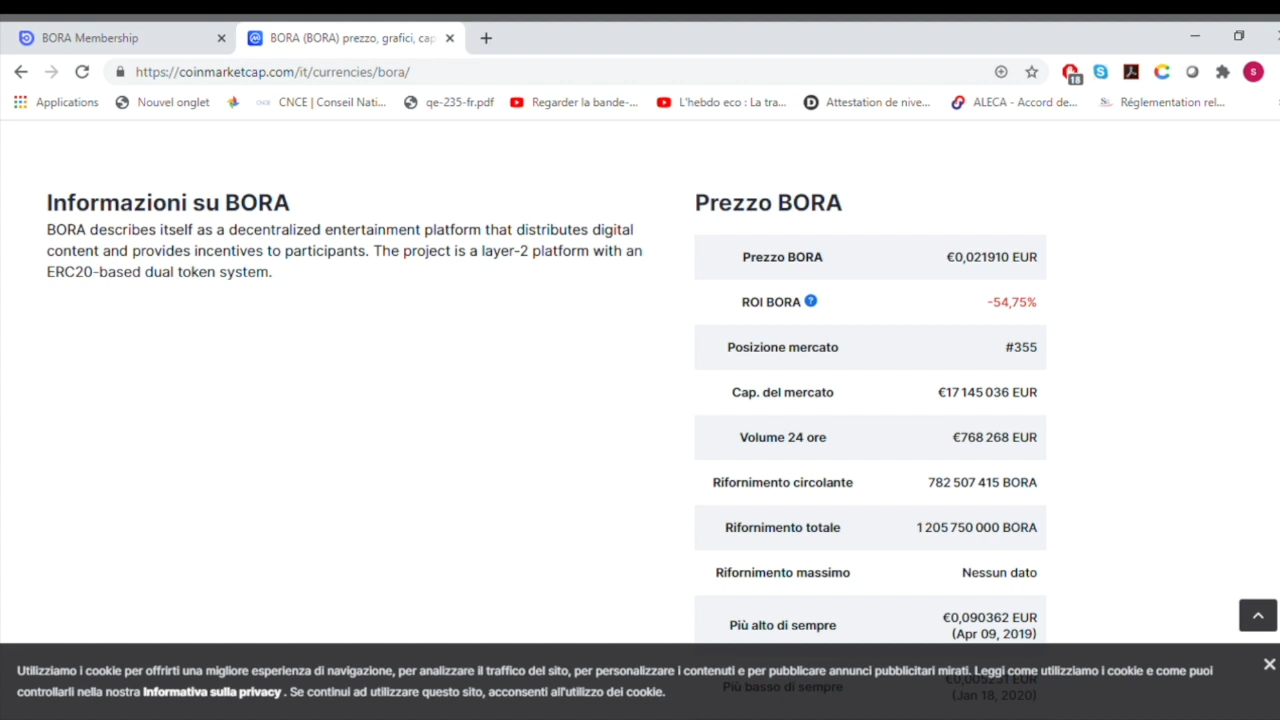 BORA Membership
BORA (BORA) prezzo, grafici, cap
https://coinmarketcap.com/it/currencies/bora/
18
S
Applications
Nouvel onglet
CNCE | Conseil Nati...
qe-235-fr.pdf
Regarder la bande-...
L'hebdo eco : La tra...
Attestation de nive...
ALECA - Accord de...
Réglementation rel...
Informazioni su BORA
BORA describes itself as a decentralized entertainment platform that distributes digital
content and provides incentives to participants. The project is a layer-2 platform with an
ERC20-based dual token system.
Prezzo BORA
Prezzo BORA €0,021910 EUR
ROI BORA ? -54,75%
Posizione mercato #355
Cap. del mercato €17 145 036 EUR
Volume 24 ore €768 268 EUR
Rifornimento circolante 782 507 415 BORA
Rifornimento totale 1 205 750 000 BORA
Rifornimento massimo Nessun dato
Più alto di sempre €0,090362 EUR
(Apr 09, 2019)
Più basso di sempre
(Jan 18, 2020)
Utilizziamo i cookie per offrirti una migliore esperienza di navigazione, per analizzare il traffico del sito, per personalizzare i contenuti e per pubblicare annunci pubblicitari mirati. Leggi come utilizziamo i cookie e come puoi
controllarli nella nostra Informativa sulla privacy . Se continui ad utilizzare questo sito, acconsenti all'utilizzo dei cookie.